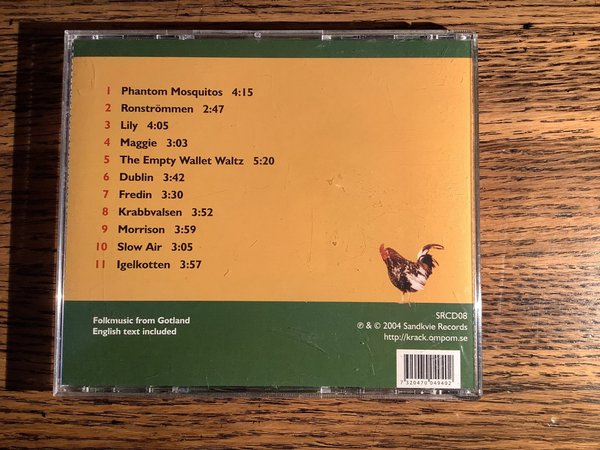 1 Phantom Mosquitos 4:15
2 Ronströmmen 2:47
3 Lily 4:05
4 Maggie 3:03
5 The Empty Wallet Waltz 5:20
6 Dublin 3:42
7 Fredin 3:30
8 Krabbvalsen 3:52
9 Morrison 3:59
10 Slow Air 3:05
11 Igelkotten 3:57
Folkmusic from Gotland
English text included
SRCD08
℗ & © 2004 Sandkvie Records
http://krack.ompom.se
7 320470 049402